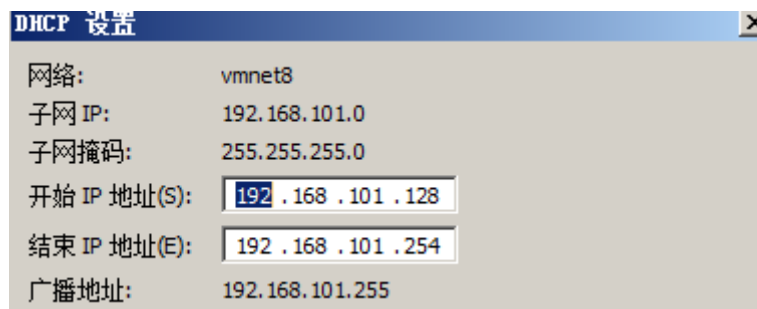 DHCP 设置
网络: vmnet8
子网 IP: 192.168.101.0
子网掩码: 255.255.255.0
开始 IP 地址(S): 192 .168 .101 .128
结束 IP 地址(E): 192 .168 .101 .254
广播地址: 192.168.101.255